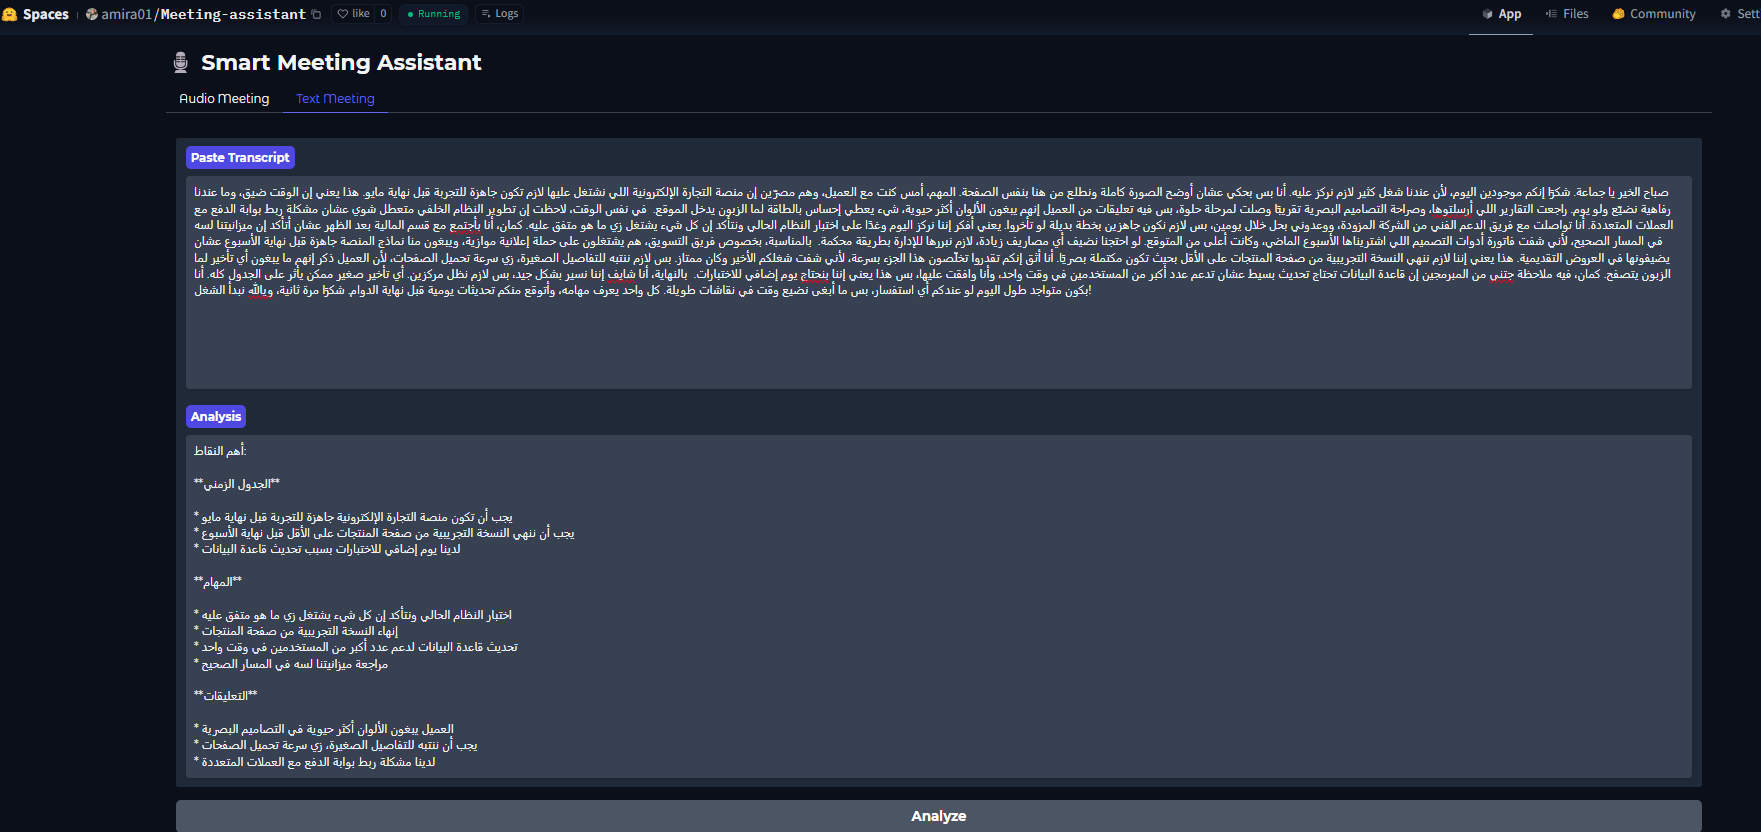 Spaces
amira01/Meeting-assistant
like 0
Running
Logs
App
Files
Community
Sett
Smart Meeting Assistant
Audio Meeting
Text Meeting
Paste Transcript
صباح الخير يا جماعة. شكرًا إنكم موجودين اليوم، لأن عندنا شغل كثير لازم نركز عليه. أنا بس بحكي عشان أوضح الصورة كاملة ونطلع من هنا بنفس الصفحة. المهم، أمس كنت مع العميل، وهم مصرّين إن منصة التجارة الإلكترونية اللي نشتغل عليها لازم تكون جاهزة للتجربة قبل نهاية مايو. هذا يعني إن الوقت ضيق، وما عندنا
رفاهية نضيّع ولو يوم. راجعت التقارير اللي أرسلتوها، وصراحة التصاميم البصرية تقريبًا وصلت لمرحلة حلوة، بس فيه تعليقات من العميل إنهم يبغون الألوان أكثر حيوية، شيء يعطي إحساس بالطاقة لما الزبون يدخل الموقع. في نفس الوقت، لاحظت إن تطوير النظام الخلفي متعطل شوي عشان مشكلة ربط بوابة الدفع مع
العملات المتعددة. أنا تواصلت مع فريق الدعم الفني من الشركة المزودة، ووعدوني بحل خلال يومين، بس لازم نكون جاهزين بخطة بديلة لو تأخروا. يعني أفكر إننا نركز اليوم وغدًا على اختبار النظام الحالي ونتأكد إن كل شيء يشتغل زي ما هو متفق عليه. كمان، أنا بأجتمع مع قسم المالية بعد الظهر عشان أتأكد إن ميزانيتنا لسه
في المسار الصحيح، لأني شفت فاتورة أدوات التصميم اللي اشتريناها الأسبوع الماضي، وكانت أعلى من المتوقع. لو احتجنا نضيف أي مصاريف زيادة، لازم نبررها للإدارة بطريقة محكمة. بالمناسبة، بخصوص فريق التسويق، هم يشتغلون على حملة إعلانية موازية، ويبغون منا نماذج المنصة جاهزة قبل نهاية الأسبوع عشان
يضيفونها في العروض التقديمية. هذا يعني إننا لازم ننهي النسخة التجريبية من صفحة المنتجات على الأقل بحيث تكون مكتملة بصريًا. أنا أثق إنكم تقدروا تخلّصون هذا الجزء بسرعة، لأني شفت شغلكم الأخير وكان ممتاز. بس لازم ننتبه للتفاصيل الصغيرة، زي سرعة تحميل الصفحات، لأن العميل ذكر إنهم ما يبغون أي تأخير لما
الزبون يتصفح. كمان، فيه ملاحظة جتني من المبرمجين إن قاعدة البيانات تحتاج تحديث بسيط عشان تدعم عدد أكبر من المستخدمين في وقت واحد، وأنا وافقت عليها، بس هذا يعني إننا بنحتاج يوم إضافي للاختبارات. بالنهاية، أنا شايف إننا نسير بشكل جيد، بس لازم نظل مركزين. أي تأخير صغير ممكن يأثر على الجدول كله. أنا
بكون متواجد طول اليوم لو عندكم أي استفسار، بس ما أبغى نضيع وقت في نقاشات طويلة. كل واحد يعرف مهامه، وأتوقع منكم تحديثات يومية قبل نهاية الدوام. شكرًا مرة ثانية، ويالله نبدأ الشغل!
Analysis
أهم النقاط:
**الجدول الزمني**
* يجب أن تكون منصة التجارة الإلكترونية جاهزة للتجربة قبل نهاية مايو
* يجب أن ننهي النسخة التجريبية من صفحة المنتجات على الأقل قبل نهاية الأسبوع
* لدينا يوم إضافي للاختبارات بسبب تحديث قاعدة البيانات
**المهام**
* اختبار النظام الحالي ونتأكد إن كل شيء يشتغل زي ما هو متفق عليه
* إنهاء النسخة التجريبية من صفحة المنتجات
* تحديث قاعدة البيانات لدعم عدد أكبر من المستخدمين في وقت واحد
* مراجعة ميزانيتنا لسه في المسار الصحيح
**التعليقات**
* العميل يبغون الألوان أكثر حيوية في التصاميم البصرية
* يجب أن ننتبه للتفاصيل الصغيرة، زي سرعة تحميل الصفحات
* لدينا مشكلة ربط بوابة الدفع مع العملات المتعددة
Analyze